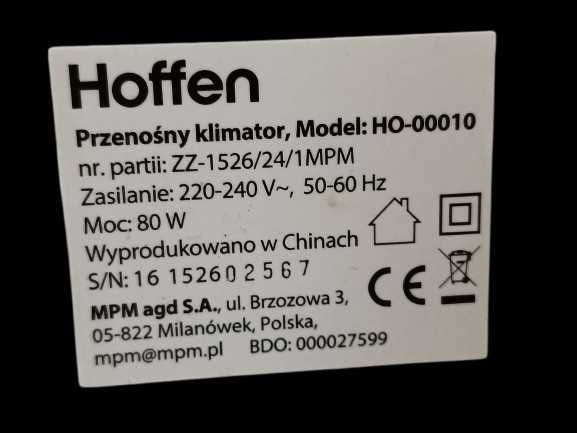 Hoffen
Przenośny klimator, Model: HO-00010
nr. partii: ZZ-1526/24/1MPM
Zasilanie: 220-240 V~, 50-60 Hz
Moc: 80 W
Wyprodukowano w Chinach
S/N: 16 152602567
CE
MPM agd S.A., ul. Brzozowa 3,
05-822 Milanówek, Polska,
mpm@mpm.pl BDO: 000027599